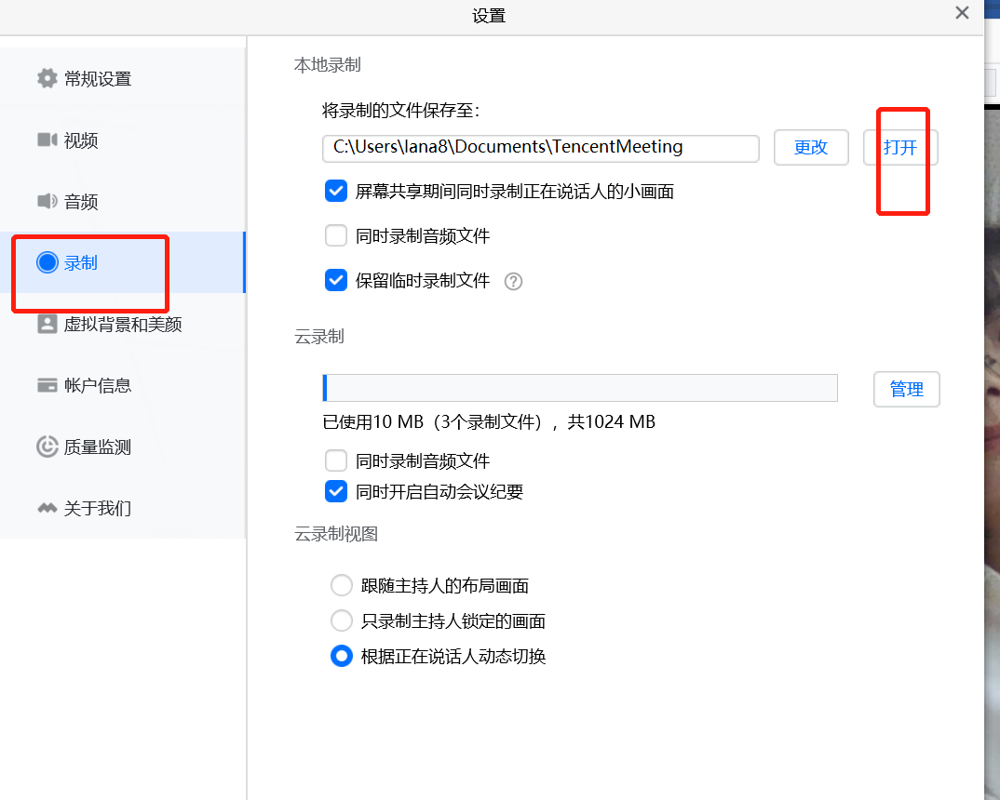 设置
常规设置
视频
音频
录制
虚拟背景和美颜
帐户信息
质量监测
关于我们
本地录制
将录制的文件保存至:
C:\Users\lana8\Documents\TencentMeeting
更改
打开
屏幕共享期间同时录制正在说话人的小画面
同时录制音频文件
保留临时录制文件 ?
云录制
管理
已使用10 MB（3个录制文件），共1024 MB
同时录制音频文件
同时开启自动会议纪要
云录制视图
跟随主持人的布局画面
只录制主持人锁定的画面
根据正在说话人动态切换